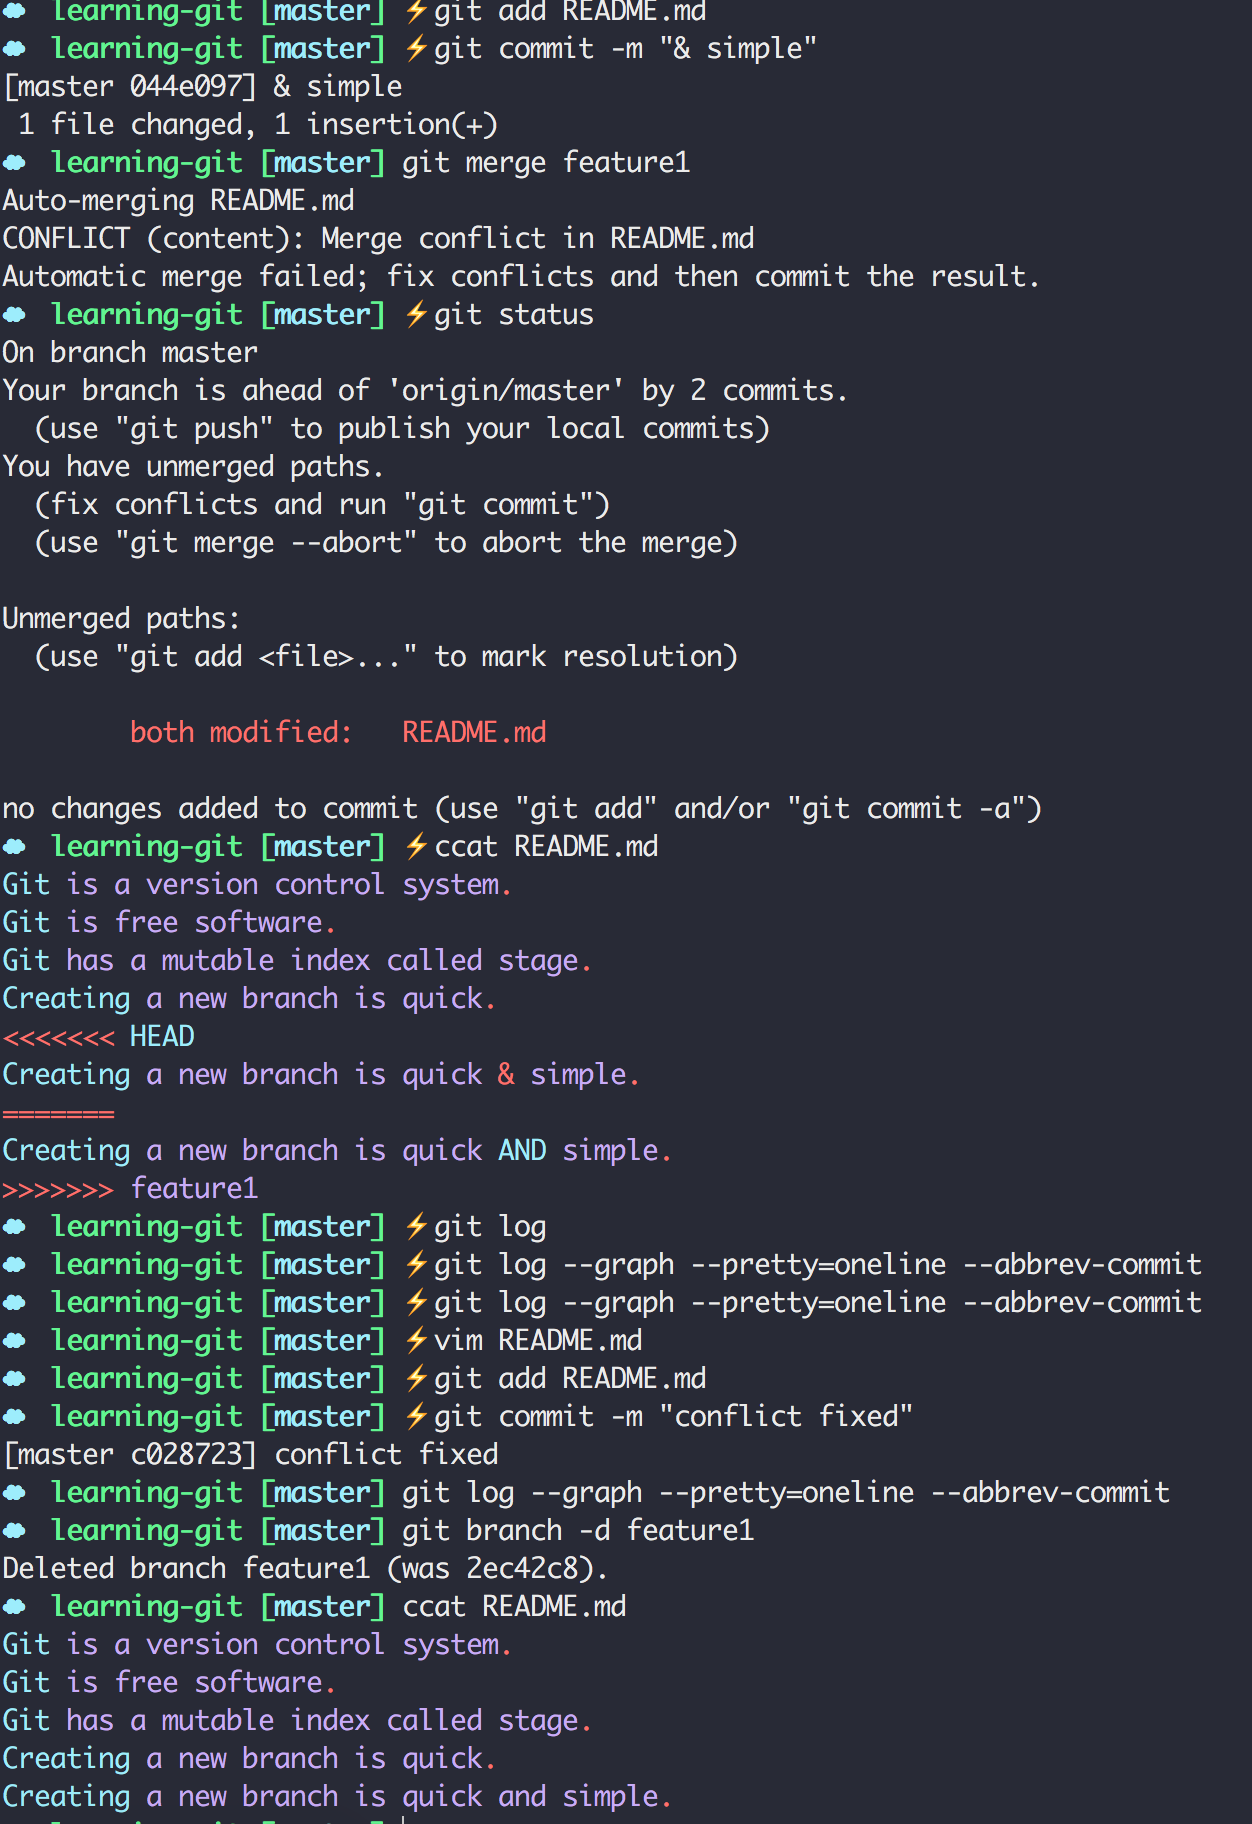 learning-git [master] ⚡git add README.md
learning-git [master] ⚡git commit -m "& simple"
[master 044e097] & simple
 1 file changed, 1 insertion(+)
learning-git [master] git merge feature1
Auto-merging README.md
CONFLICT (content): Merge conflict in README.md
Automatic merge failed; fix conflicts and then commit the result.
learning-git [master] ⚡git status
On branch master
Your branch is ahead of 'origin/master' by 2 commits.
  (use "git push" to publish your local commits)
You have unmerged paths.
  (fix conflicts and run "git commit")
  (use "git merge --abort" to abort the merge)

Unmerged paths:
  (use "git add <file>..." to mark resolution)

        both modified:   README.md

no changes added to commit (use "git add" and/or "git commit -a")
learning-git [master] ⚡ccat README.md
Git is a version control system.
Git is free software.
Git has a mutable index called stage.
Creating a new branch is quick.
<<<<<<< HEAD
Creating a new branch is quick & simple.
=======
Creating a new branch is quick AND simple.
>>>>>>> feature1
learning-git [master] ⚡git log
learning-git [master] ⚡git log --graph --pretty=oneline --abbrev-commit
learning-git [master] ⚡git log --graph --pretty=oneline --abbrev-commit
learning-git [master] ⚡vim README.md
learning-git [master] ⚡git add README.md
learning-git [master] ⚡git commit -m "conflict fixed"
[master c028723] conflict fixed
learning-git [master] git log --graph --pretty=oneline --abbrev-commit
learning-git [master] git branch -d feature1
Deleted branch feature1 (was 2ec42c8).
learning-git [master] ccat README.md
Git is a version control system.
Git is free software.
Git has a mutable index called stage.
Creating a new branch is quick.
Creating a new branch is quick and simple.